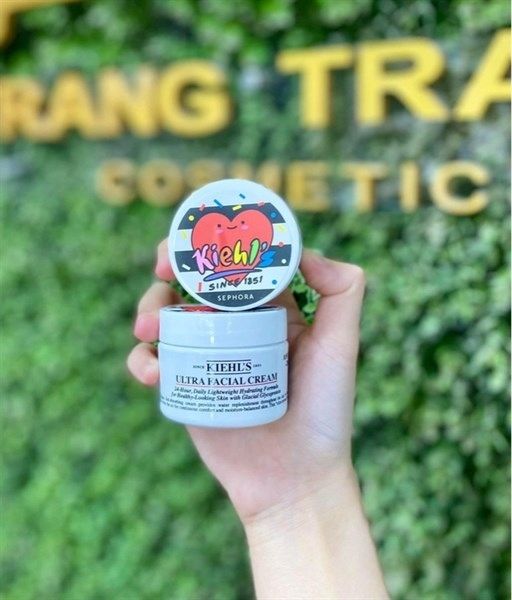 RANG TRA
COSMETIC
Kiehl's
SINCE 1851
SEPHORA
SINCE KIEHL'S 1851
ULTRA FACIAL CREAM
24-Hour, Daily Lightweight Hydrating Formula
for Healthy-Looking Skin with Glacial Glycoprotein